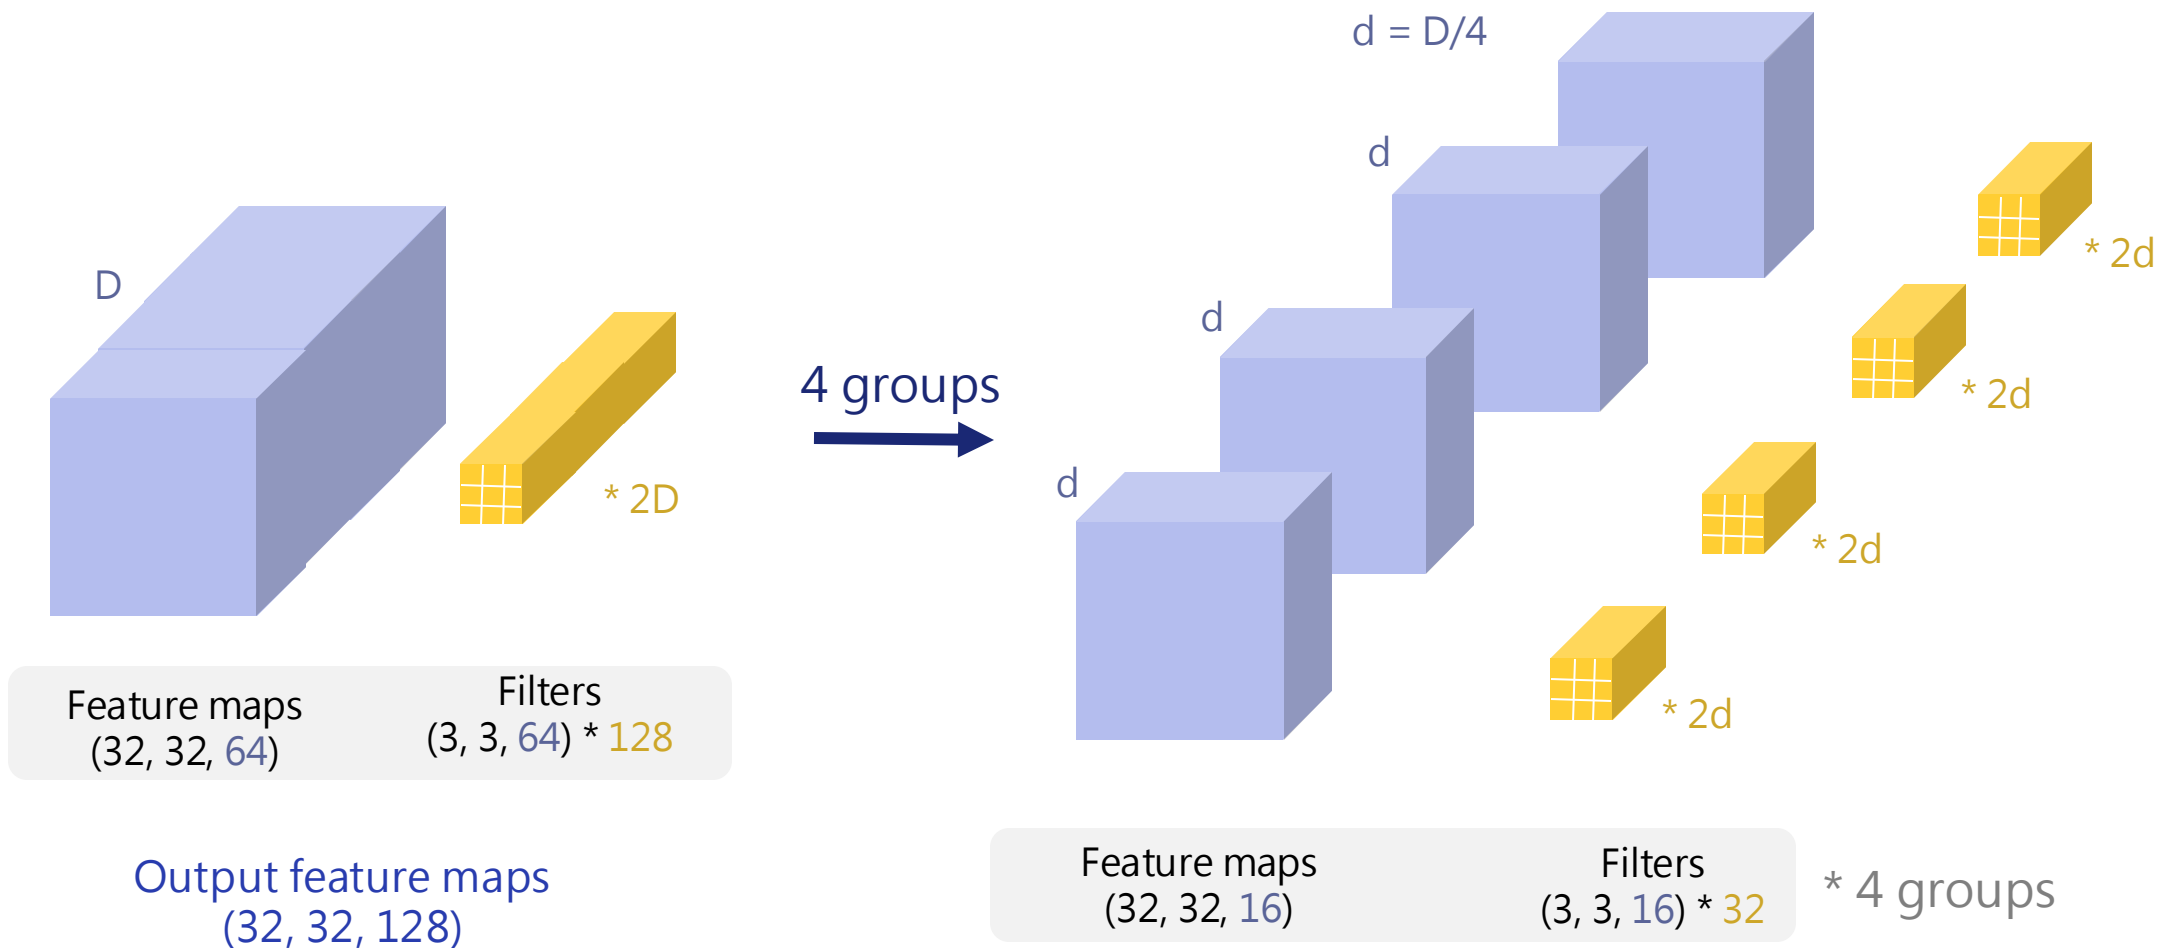 D
* 2D
Feature maps
(32, 32, 64)
Filters
(3, 3, 64) * 128
Output feature maps
(32, 32, 128)
4 groups
d = D/4
d
d
d
* 2d
* 2d
* 2d
* 2d
Feature maps
(32, 32, 16)
Filters
(3, 3, 16) * 32
* 4 groups